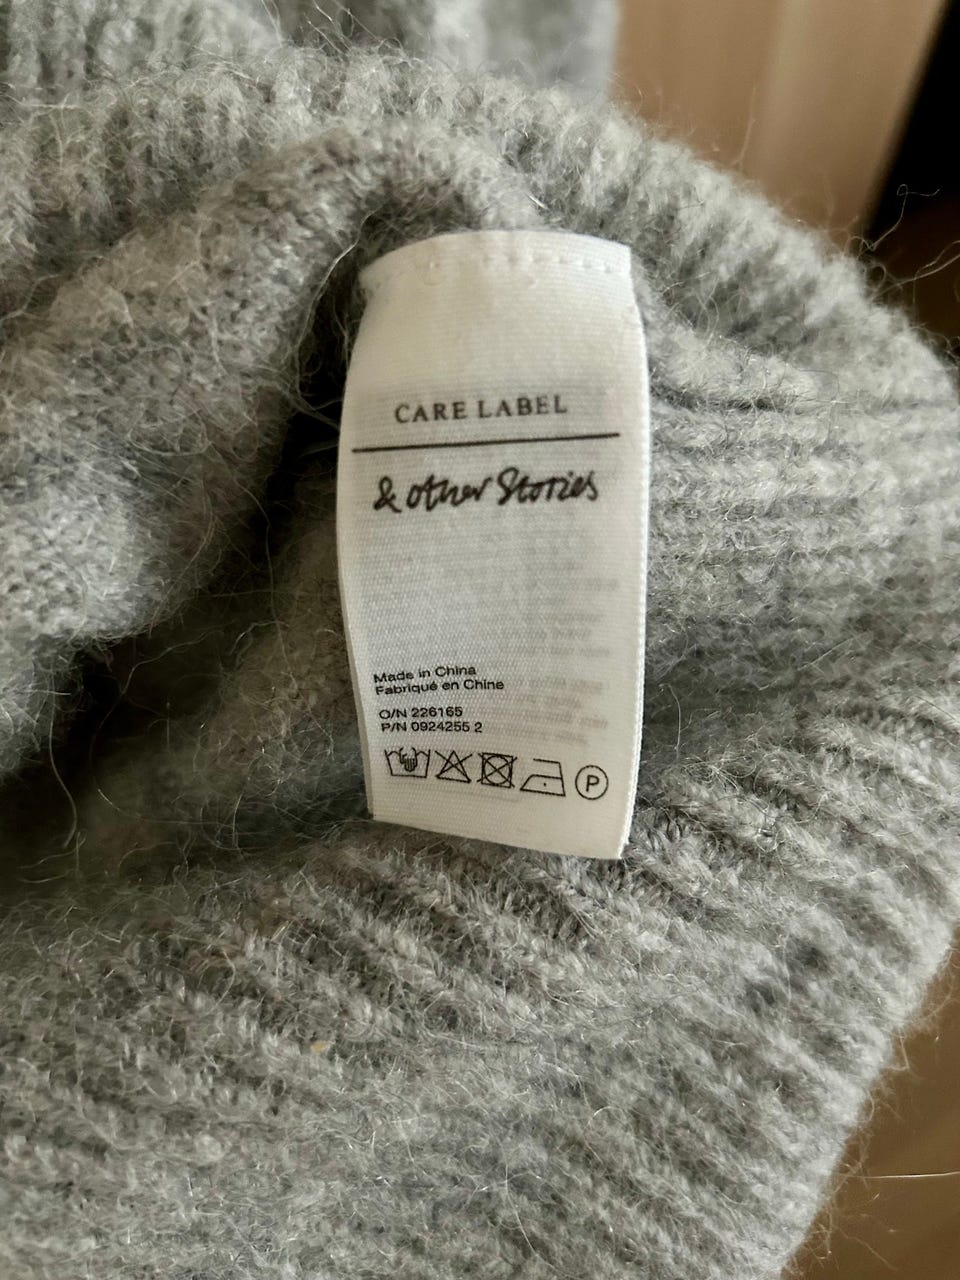 CARE LABEL
& other Stories
Made in China
Fabriqué en Chine
O/N 226165
P/N 0924255 2
P